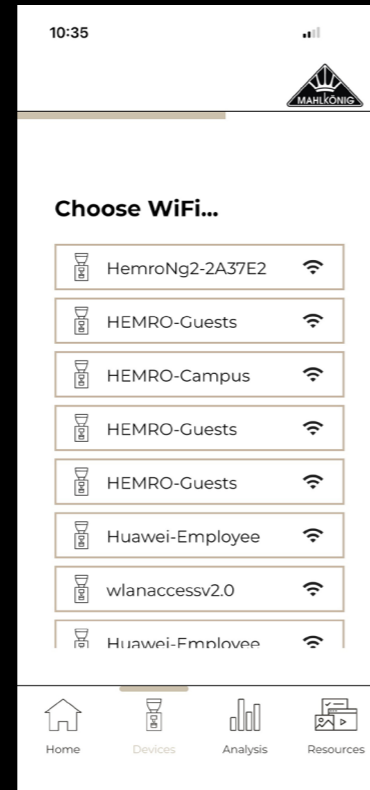 10:35
MAHLKÖNIG
Choose WiFi...
HemroNg2-2A37E2
HEMRO-Guests
HEMRO-Campus
HEMRO-Guests
HEMRO-Guests
Huawei-Employee
wlanaccessv2.0
Huawei-Employee
Home
Devices
Analysis
Resources